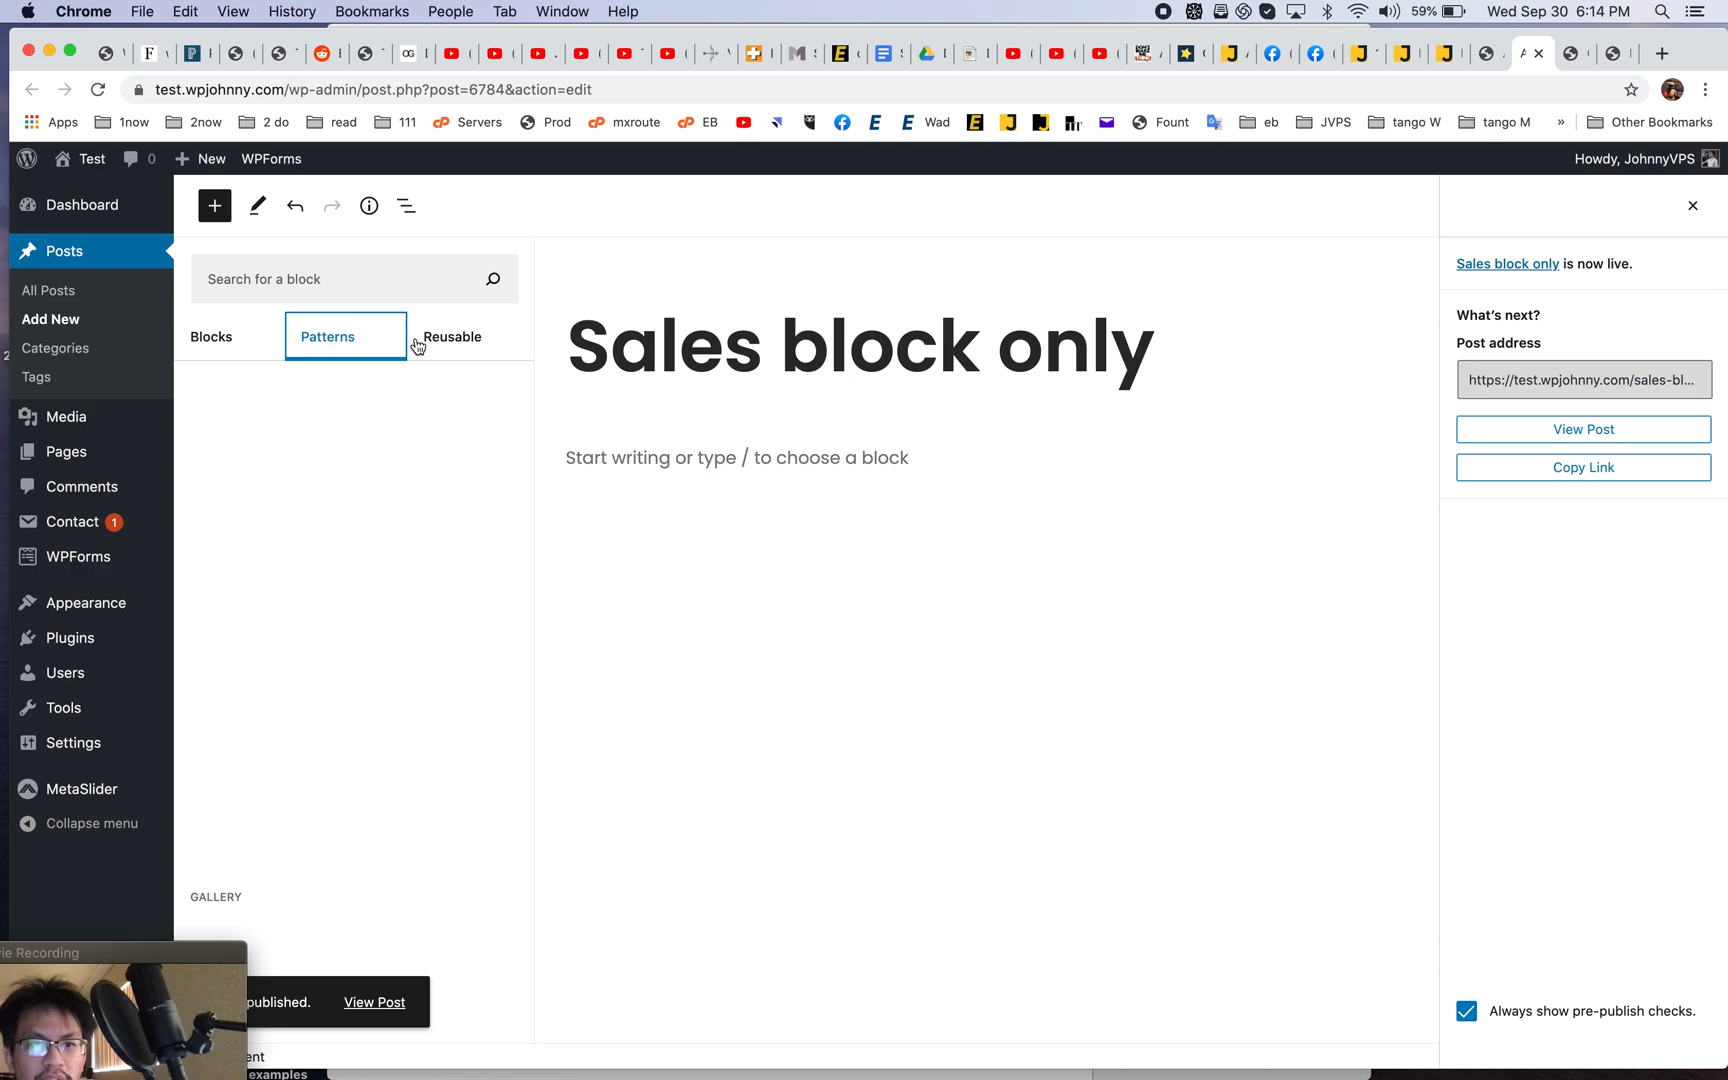 Chrome File Edit View History Bookmarks People Tab Window Help 59% Wed Sep 30 6:14 PM
test.wpjohnny.com/wp-admin/post.php?post=6784&action=edit
Apps 1now 2now 2 do read 111 Servers Prod mxroute EB Wad Fount eb JVPS tango W tango M » Other Bookmarks
Test 0 New WPForms Howdy, JohnnyVPS
Dashboard
Posts
All Posts
Add New
Categories
Tags
Media
Pages
Comments
Contact 1
WPForms
Appearance
Plugins
Users
Tools
Settings
MetaSlider
Collapse menu
Search for a block
Blocks Patterns Reusable
GALLERY
Sales block only
Start writing or type / to choose a block
Sales block only is now live.
What's next?
Post address
https://test.wpjohnny.com/sales-bl...
View Post
Copy Link
Always show pre-publish checks.
ie Recording
published. View Post
ent
examples